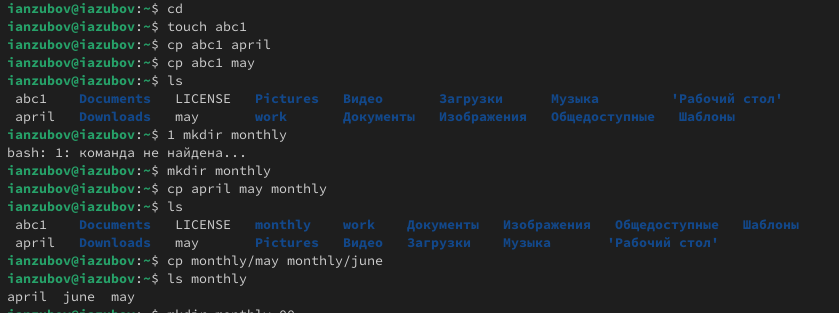 ianzubov@iazubov:~$ cd
ianzubov@iazubov:~$ touch abc1
ianzubov@iazubov:~$ cp abc1 april
ianzubov@iazubov:~$ cp abc1 may
ianzubov@iazubov:~$ ls
abc1 Documents LICENSE Pictures Видео Загрузки Музыка 'Рабочий стол'
april Downloads may work Документы Изображения Общедоступные Шаблоны
ianzubov@iazubov:~$ 1 mkdir monthly
bash: 1: команда не найдена...
ianzubov@iazubov:~$ mkdir monthly
ianzubov@iazubov:~$ cp april may monthly
ianzubov@iazubov:~$ ls
abc1 Documents LICENSE monthly work Документы Изображения Общедоступные Шаблоны
april Downloads may Pictures Видео Загрузки Музыка 'Рабочий стол'
ianzubov@iazubov:~$ cp monthly/may monthly/june
ianzubov@iazubov:~$ ls monthly
april june may
ianzubov@iazubov:~$ mkdir